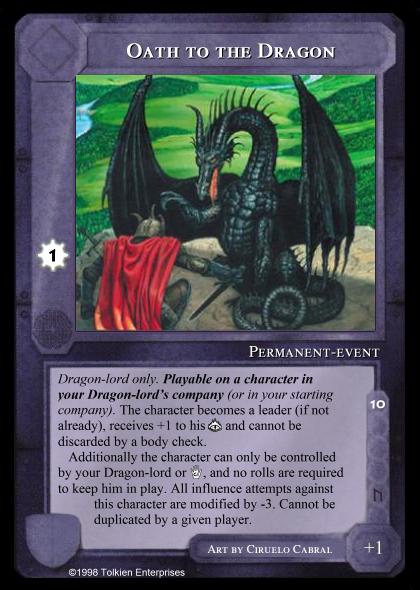 OATH TO THE DRAGON
1
PERMANENT-EVENT
Dragon-lord only. Playable on a character in
your Dragon-lord's company (or in your starting
company). The character becomes a leader (if not
already), receives +1 to his and cannot be
discarded by a body check.
Additionally the character can only be controlled
by your Dragon-lord or , and no rolls are required
to keep him in play. All influence attempts against
this character are modified by -3. Cannot be
duplicated by a given player.
10
ART BY CIRUELO CABRAL
+1
©1998 Tolkien Enterprises